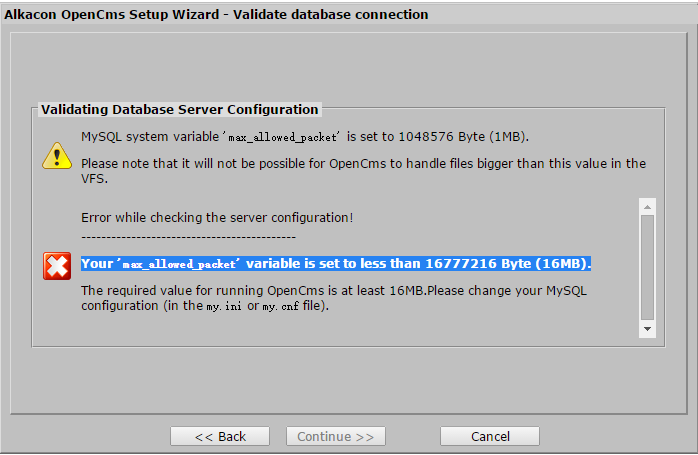 Alkacon OpenCms Setup Wizard - Validate database connection
Validating Database Server Configuration
MySQL system variable 'max_allowed_packet' is set to 1048576 Byte (1MB).
Please note that it will not be possible for OpenCms to handle files bigger than this value in the
VFS.
Error while checking the server configuration!
-------------------------------------------
Your 'max_allowed_packet' variable is set to less than 16777216 Byte (16MB).
The required value for running OpenCms is at least 16MB.Please change your MySQL
configuration (in the my.ini or my.cnf file).
<< Back
Continue >>
Cancel